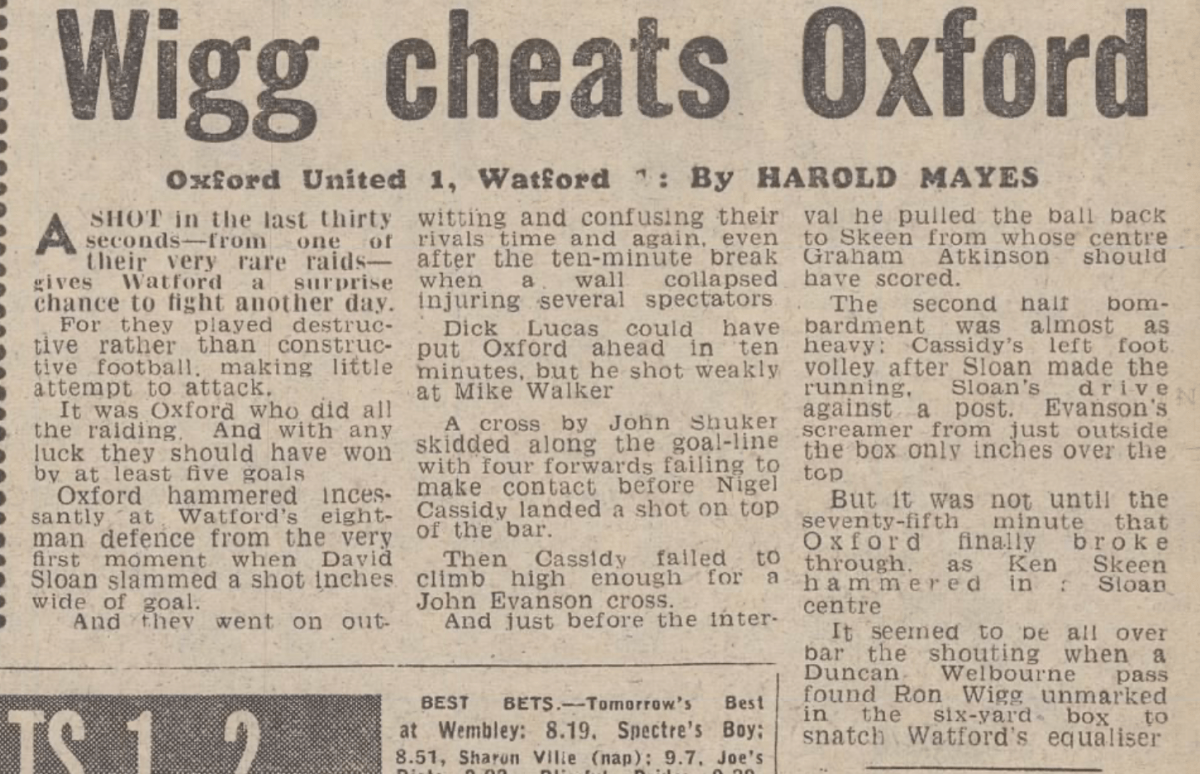 Wigg cheats Oxford
Oxford United 1, Watford : By HAROLD MAYES
A SHOT in the last thirty
seconds—from one of
their very rare raids—
gives Watford a surprise
chance to fight another day.
For they played destruc-
tive rather than construc-
tive football, making little
attempt to attack.
It was Oxford who did all
the raiding. And with any
luck they should have won
by at least five goals
Oxford hammered inces-
santly at Watford's eight-
man defence from the very
first moment when David
Sloan slammed a shot inches
wide of goal.
And they went on out-
witting and confusing their
rivals time and again, even
after the ten-minute break
when a wall collapsed
injuring several spectators
Dick Lucas could have
put Oxford ahead in ten
minutes, but he shot weakly
at Mike Walker
A cross by John Shuker
skidded along the goal-line
with four forwards failing to
make contact before Nigel
Cassidy landed a shot on top
of the bar.
Then Cassidy failed to
climb high enough for a
John Evanson cross.
And just before the inter-
val he pulled the ball back
to Skeen from whose centre
Graham Atkinson should
have scored.
The second half bom-
bardment was almost as
heavy: Cassidy's left foot
volley after Sloan made the
running, Sloan's drive
against a post. Evanson's
screamer from just outside
the box only inches over the
top
But it was not until the
seventy-fifth minute that
Oxford finally broke
through, as Ken Skeen
hammered in Sloan
centre
It seemed to be all over
bar the shouting when a
Duncan Welbourne pass
found Ron Wigg unmarked
in the six-yard box to
snatch Watford's equaliser
TS 1 2
BEST BETS.—Tomorrow's Best
at Wembley: 8.19, Spectre's Boy;
8.51, Sharon Ville (nap); 9.7, Joe's